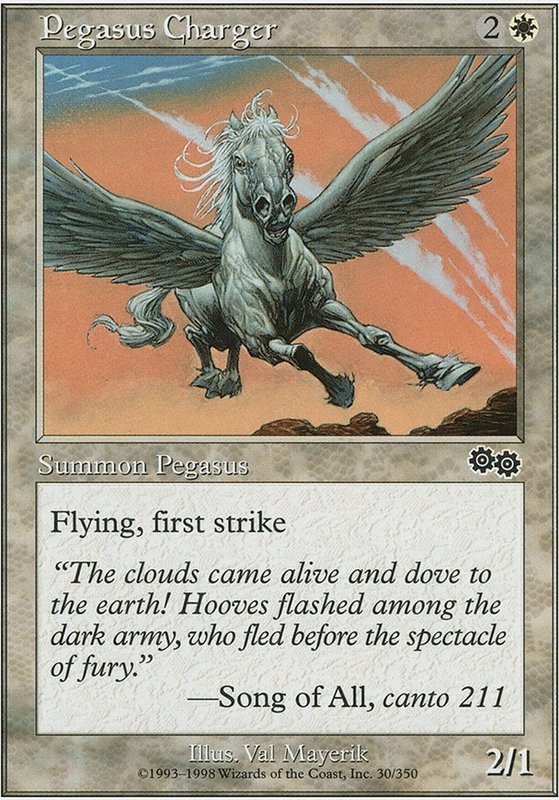 Pegasus Charger 2
Summon Pegasus
Flying, first strike
“The clouds came alive and dove to
the earth! Hooves flashed among the
dark army, who fled before the spectacle
of fury.”
—Song of All, canto 211
Illus. Val Mayerik
©1993–1998 Wizards of the Coast, Inc. 30/350
2/1